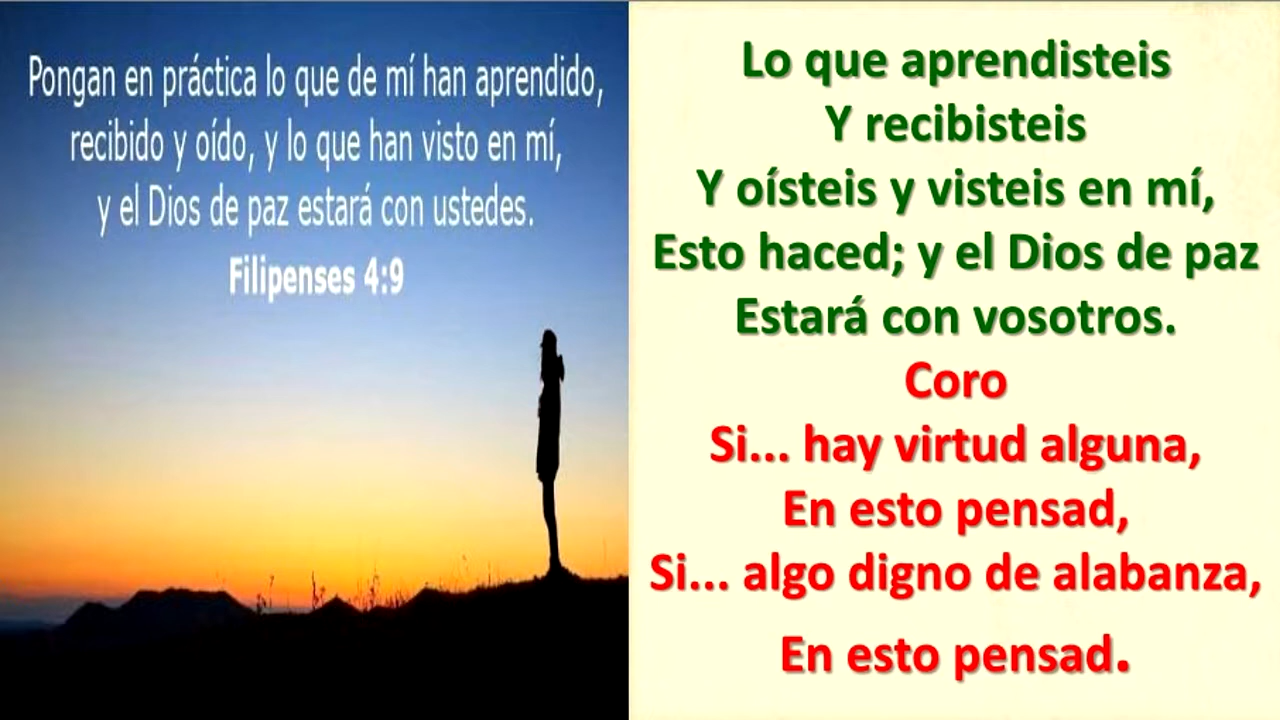 Pongan en práctica lo que de mí han aprendido,
recibido y oído, y lo que han visto en mí,
y el Dios de paz estará con ustedes.
Filipenses 4:9
Lo que aprendisteis
Y recibisteis
Y oísteis y visteis en mí,
Esto haced; y el Dios de paz
Estará con vosotros.
Coro
Si... hay virtud alguna,
En esto pensad,
Si... algo digno de alabanza,
En esto pensad.